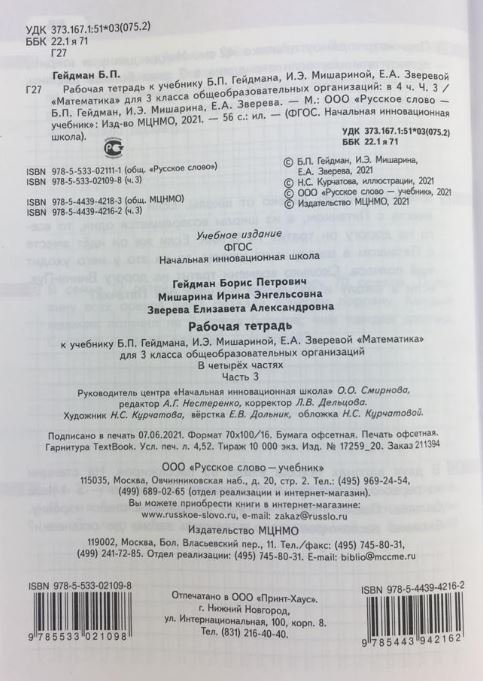 УДК 373.167.1:51*03(075.2)
ББК 22.1 я 71
Г27
Гейдман Б.П.
Г27 Рабочая тетрадь к учебнику Б.П. Гейдмана, И.Э. Мишариной, Е.А. Зверевой
«Математика» для 3 класса общеобразовательных организаций: в 4 ч. Ч. 3 /
Б.П. Гейдман, И.Э. Мишарина, Е.А. Зверева. — М.: ООО «Русское слово —
учебник»: Изд-во МЦНМО, 2021. — 56 с.: ил. — (ФГОС. Начальная инновационная
школа).
УДК 373.167.1:51*03(075.2)
ББК 22.1 я 71
ISBN 978-5-533-02111-1 (общ. «Русское слово»)
ISBN 978-5-533-02109-8 (ч. 3)
ISBN 978-5-4439-4218-3 (общ. МЦНМО)
ISBN 978-5-4439-4216-2 (ч. 3)
© Б.П. Гейдман, И.Э. Мишарина,
Е.А. Зверева, 2021
© Н.С. Курчатова, иллюстрации, 2021
© ООО «Русское слово — учебник», 2021
© Издательство МЦНМО, 2021
Учебное издание
ФГОС
Начальная инновационная школа
Гейдман Борис Петрович
Мишарина Ирина Энгельсовна
Зверева Елизавета Александровна
Рабочая тетрадь
к учебнику Б.П. Гейдмана, И.Э. Мишариной, Е.А. Зверевой «Математика»
для 3 класса общеобразовательных организаций
В четырёх частях
Часть 3
Руководитель центра «Начальная инновационная школа» О.О. Смирнова,
редактор А.Г. Нестеренко, корректор Л.В. Дельцова.
Художник Н.С. Курчатова, вёрстка Е.В. Дольник, обложка Н.С. Курчатовой.
Подписано в печать 07.06.2021. Формат 70х100/16. Бумага офсетная. Печать офсетная.
Гарнитура TextBook. Усл. печ. л. 4,52. Тираж 10 000 экз. Изд. № 17259_20. Заказ 211394
ООО «Русское слово—учебник»
115035, Москва, Овчинниковская наб., д. 20, стр. 2. Тел.: (495) 969-24-54,
(499) 689-02-65 (отдел реализации и интернет-магазин).
Вы можете приобрести книги в интернет-магазине:
www.russkoe-slovo.ru, e-mail: zakaz@russlo.ru
Издательство МЦНМО
119002, Москва, Бол. Власьевский пер., 11. Тел./факс: (495) 745-80-31,
(499) 241-72-85. Отдел реализации: (495) 745-80-31. E-mail: biblio@mccme.ru
ISBN 978-5-533-02109-8
9 785533 021098
Отпечатано в ООО «Принт-Хаус».
г. Нижний Новгород,
ул. Интернациональная, 100, корп. 8.
Тел. (831) 216-40-40.
ISBN 978-5-4439-4216-2
9 785443 942162